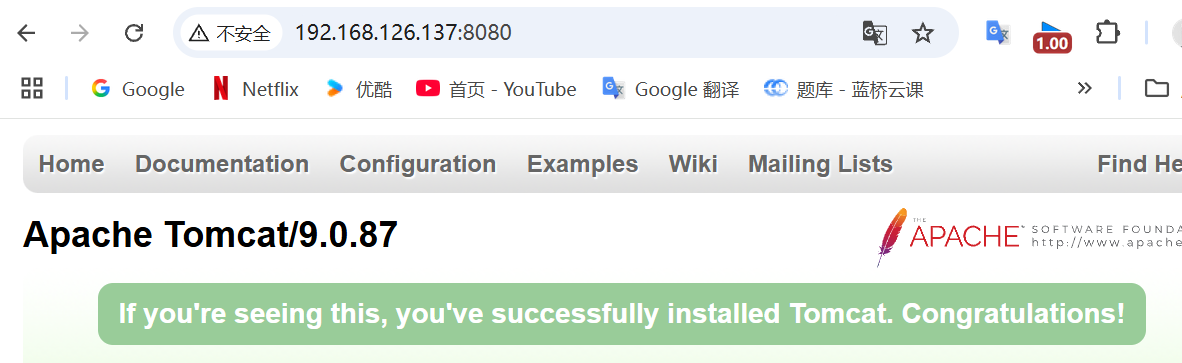 不安全 192.168.126.137:8080
1.00
Google Netflix 优酷 首页 - YouTube Google 翻译 题库 - 蓝桥云课
Home Documentation Configuration Examples Wiki Mailing Lists Find He
Apache Tomcat/9.0.87
THE
APACHE™ SOFTWARE FOUNDA
http://www.apache
If you're seeing this, you've successfully installed Tomcat. Congratulations!